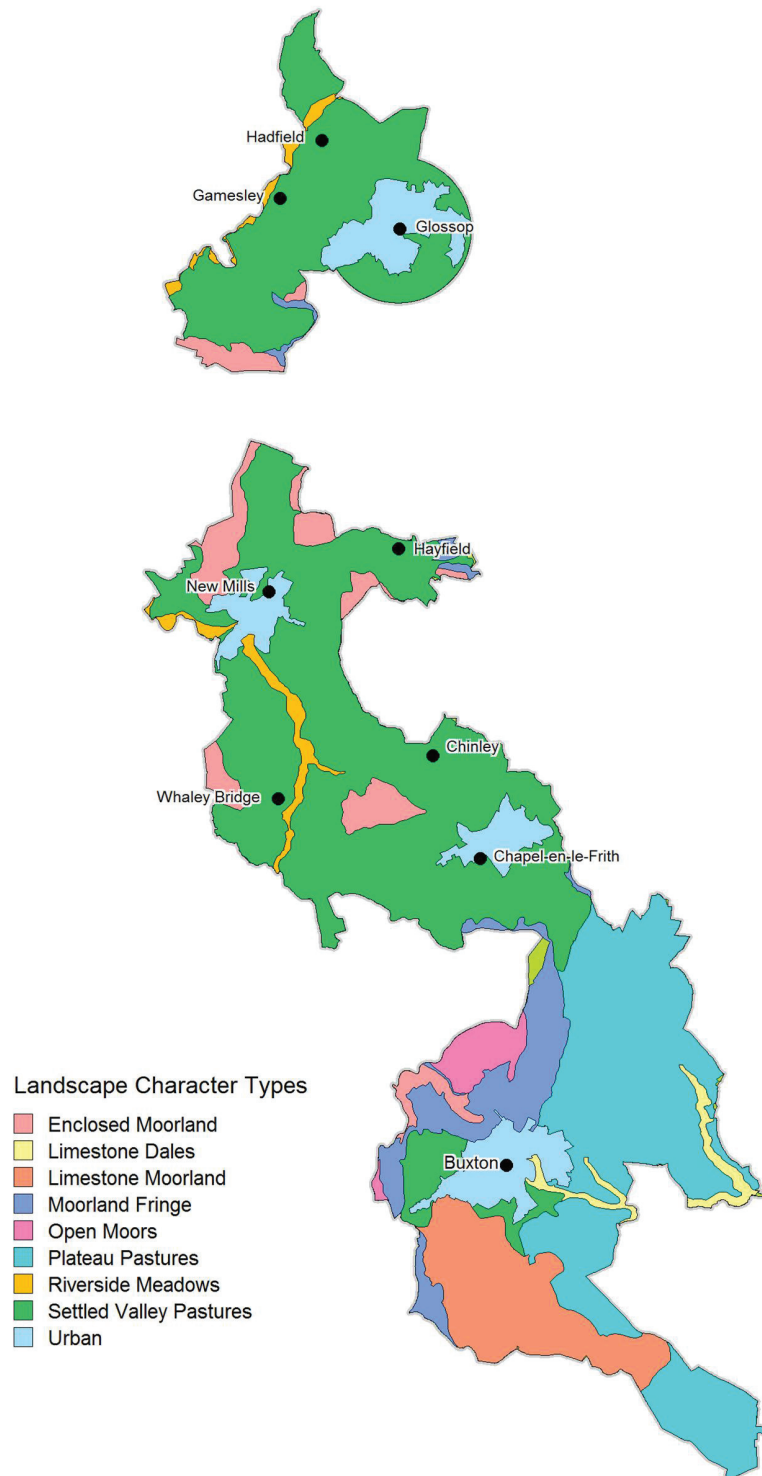 Hadfield
Gamesley
Glossop
Hayfield
New Mills
Chinley
Whaley Bridge
Chapel-en-le-Frith
Landscape Character Types
Enclosed Moorland
Limestone Dales
Limestone Moorland
Moorland Fringe
Open Moors
Plateau Pastures
Riverside Meadows
Settled Valley Pastures
Urban
Buxton